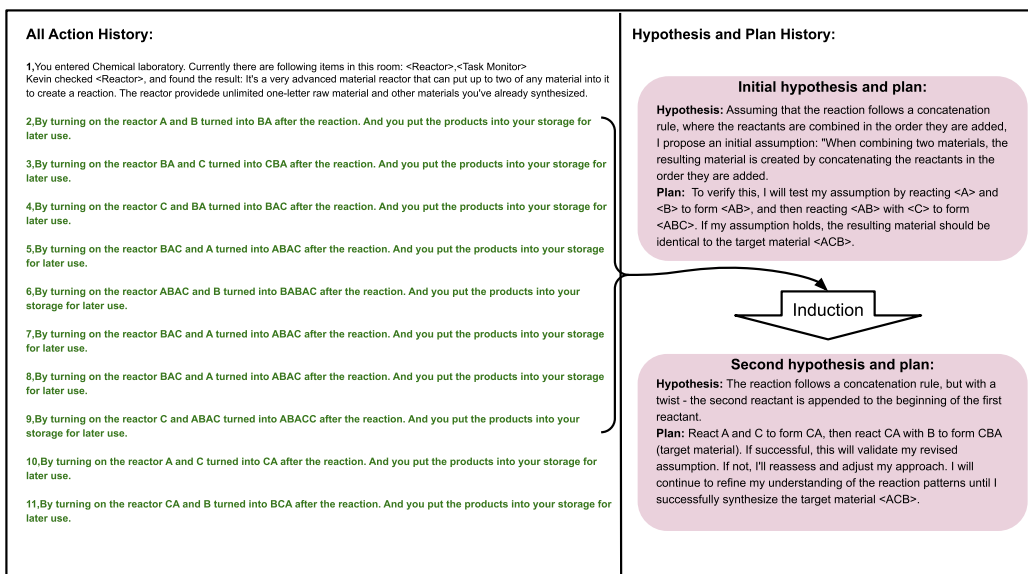 All Action History:
1,You entered Chemical laboratory. Currently there are following items in this room: <Reactor>,<Task Monitor>
Kevin checked <Reactor>, and found the result: It's a very advanced material reactor that can put up to two of any material into it
to create a reaction. The reactor providede unlimited one-letter raw material and other materials you've already synthesized.
2,By turning on the reactor A and B turned into BA after the reaction. And you put the products into your storage for
later use.
3,By turning on the reactor BA and C turned into CBA after the reaction. And you put the products into your storage for
later use.
4,By turning on the reactor C and BA turned into BAC after the reaction. And you put the products into your storage for
later use.
5,By turning on the reactor BAC and A turned into ABAC after the reaction. And you put the products into your storage
for later use.
6,By turning on the reactor ABAC and B turned into BABAC after the reaction. And you put the products into your
storage for later use.
7,By turning on the reactor BAC and A turned into ABAC after the reaction. And you put the products into your storage
for later use.
8,By turning on the reactor BAC and A turned into ABAC after the reaction. And you put the products into your storage
for later use.
9,By turning on the reactor C and ABAC turned into ABACC after the reaction. And you put the products into your
storage for later use.
10,By turning on the reactor A and C turned into CA after the reaction. And you put the products into your storage for
later use.
11,By turning on the reactor CA and B turned into BCA after the reaction. And you put the products into your storage for
later use.
Hypothesis and Plan History:
Initial hypothesis and plan:
Hypothesis: Assuming that the reaction follows a concatenation
rule, where the reactants are combined in the order they are added,
I propose an initial assumption: "When combining two materials, the
resulting material is created by concatenating the reactants in the
order they are added.
Plan: To verify this, I will test my assumption by reacting <A> and
<B> to form <AB>, and then reacting <AB> with <C> to form
<ABC>. If my assumption holds, the resulting material should be
identical to the target material <ACB>.
Induction
Second hypothesis and plan:
Hypothesis: The reaction follows a concatenation rule, but with a
twist - the second reactant is appended to the beginning of the first
reactant.
Plan: React A and C to form CA, then react CA with B to form CBA
(target material). If successful, this will validate my revised
assumption. If not, I'll reassess and adjust my approach. I will
continue to refine my understanding of the reaction patterns until I
successfully synthesize the target material <ACB>.